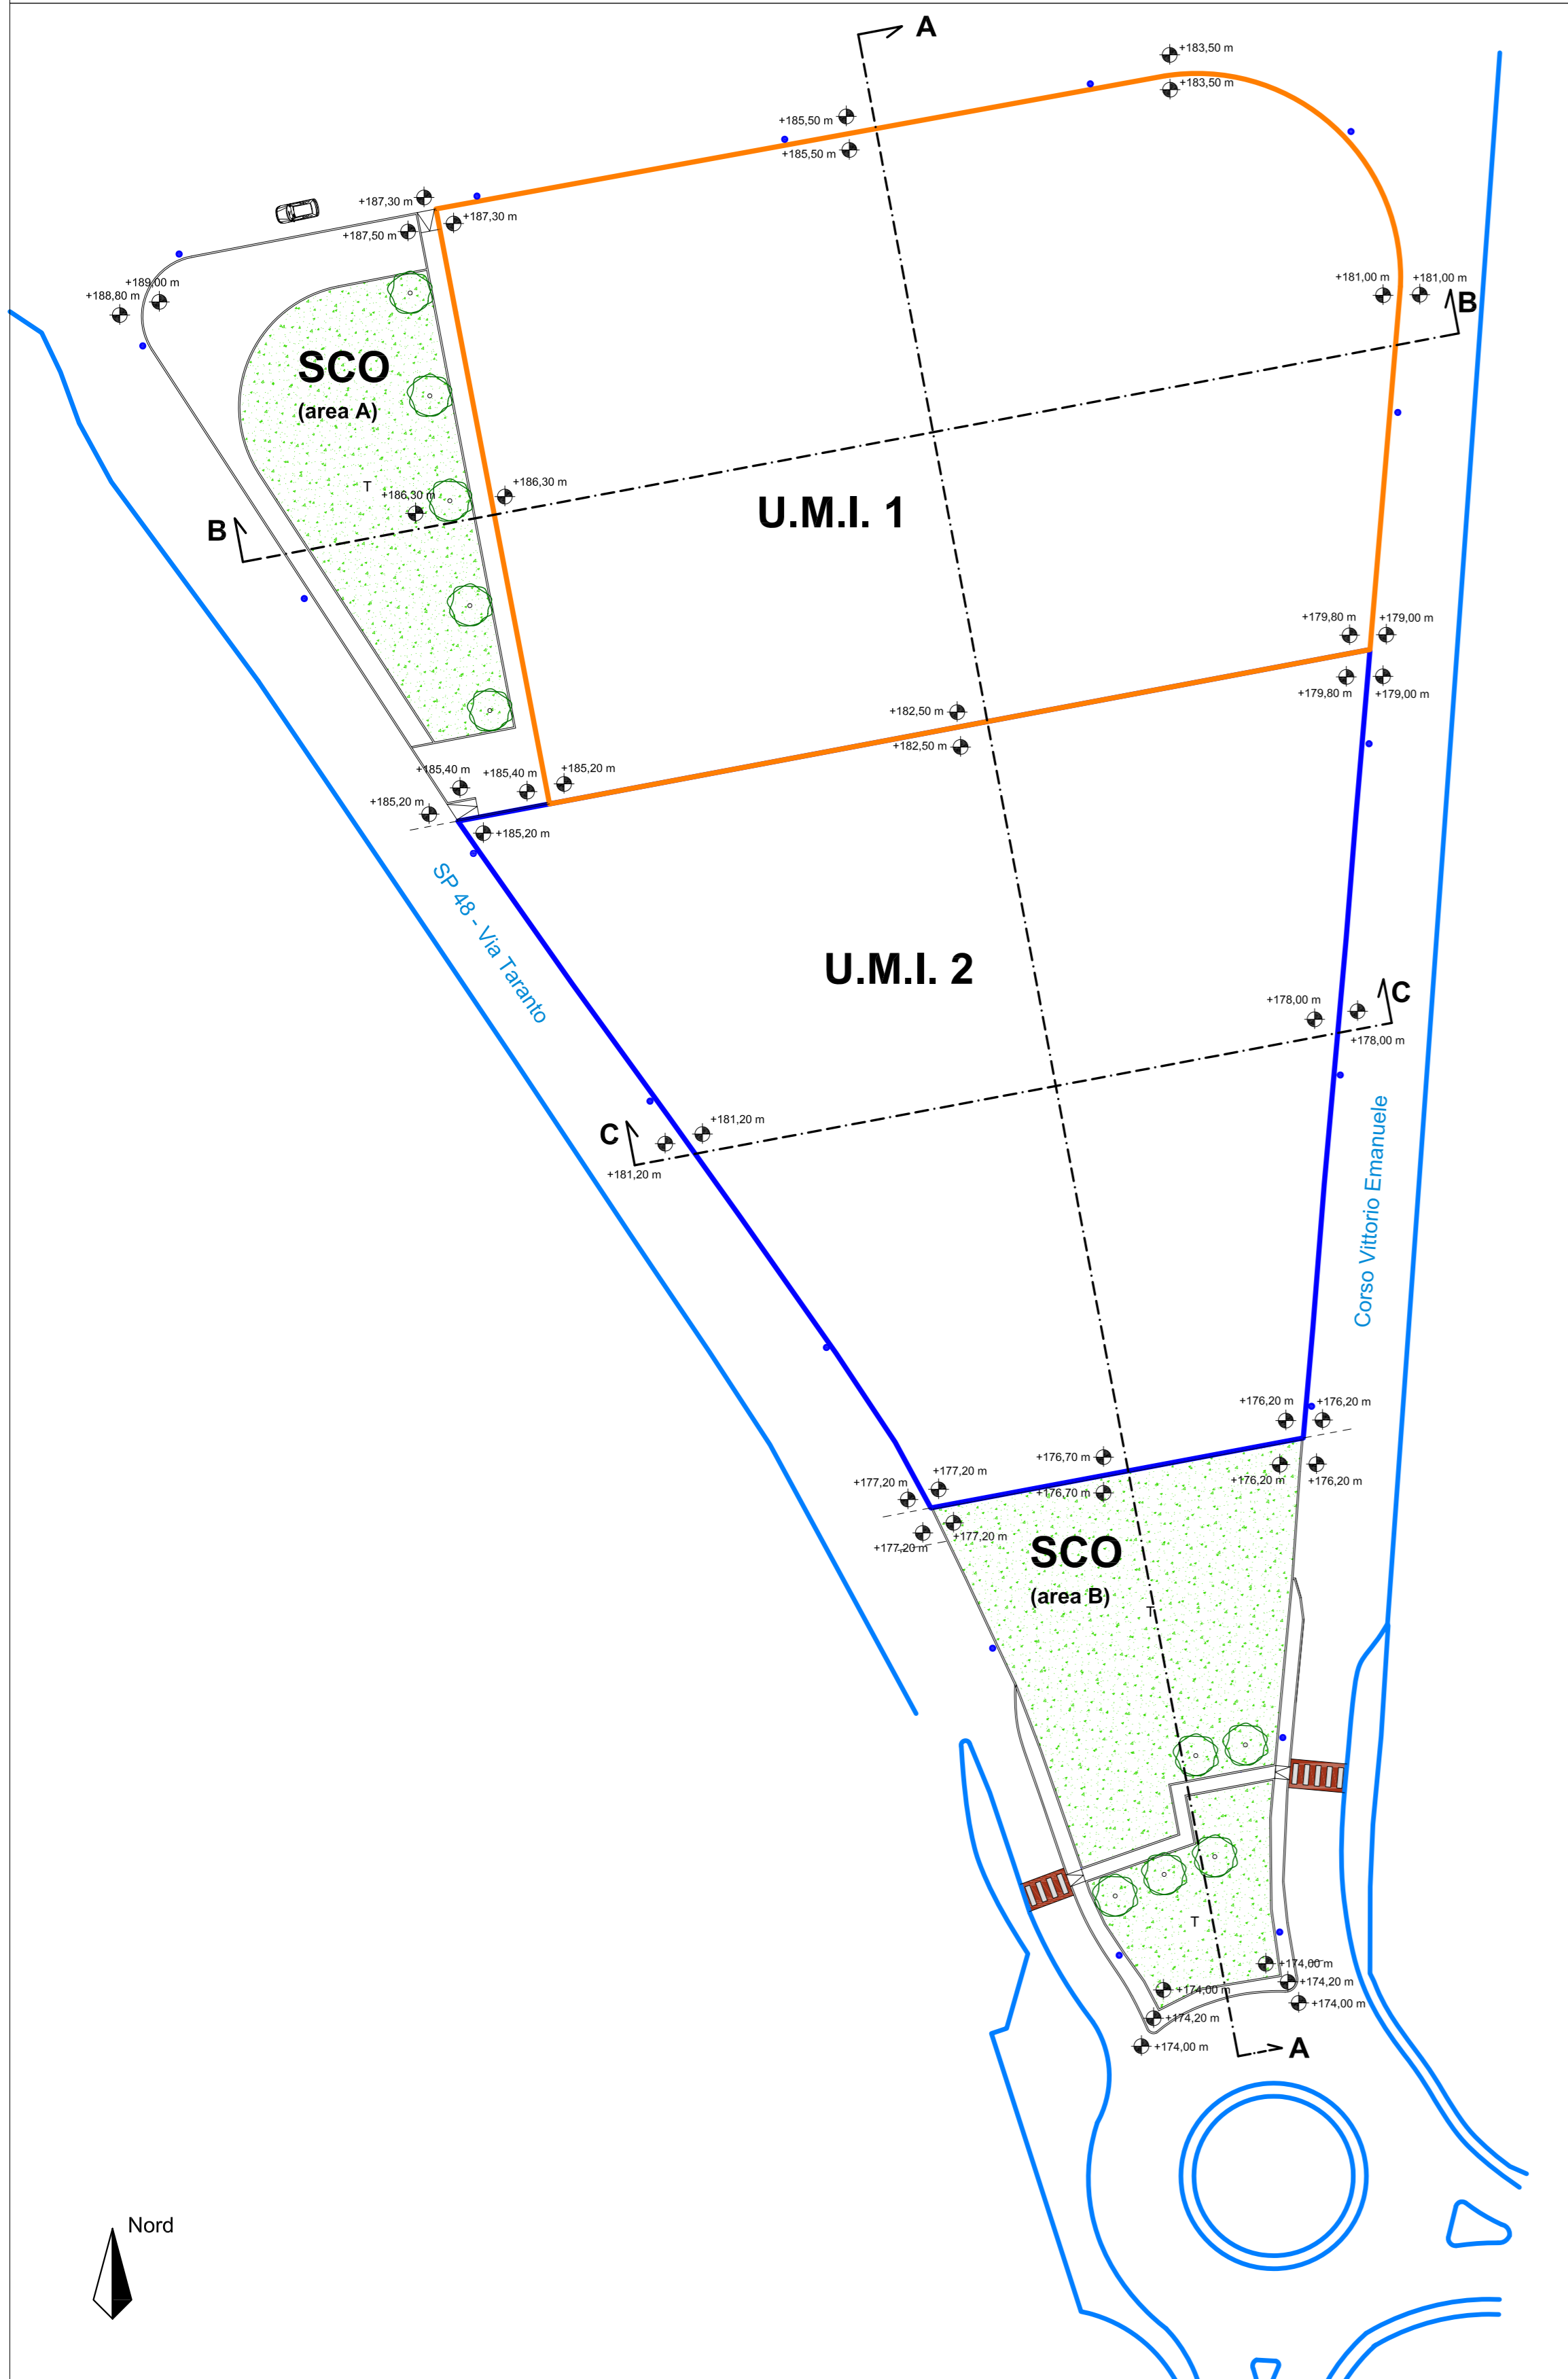 A
+183,50 m
+183,50 m
+185,50 m
+185,50 m
+187,30 m
+187,30 m
+187,50 m
+189,00 m
+188,80 m
+181,00 m
+181,00 m
B
SCO
(area A)
T
+186,30 m
+186,30 m
U.M.I. 1
B
+179,80 m
+179,00 m
+179,80 m
+179,00 m
+182,50 m
+182,50 m
+185,40 m
+185,40 m
+185,20 m
+185,20 m
+185,20 m
SP 48 - Via Taranto
U.M.I. 2
+178,00 m
C
+178,00 m
+181,20 m
C
+181,20 m
Corso Vittorio Emanuele
+176,20 m
+176,20 m
+176,70 m
+177,20 m
+177,20 m
+176,20 m
+176,20 m
+176,70 m
+177,20 m
+177,20 m
SCO
(area B)
T
T
+174,00 m
+174,20 m
+174,00 m
+174,00 m
+174,20 m
+174,00 m
A
Nord